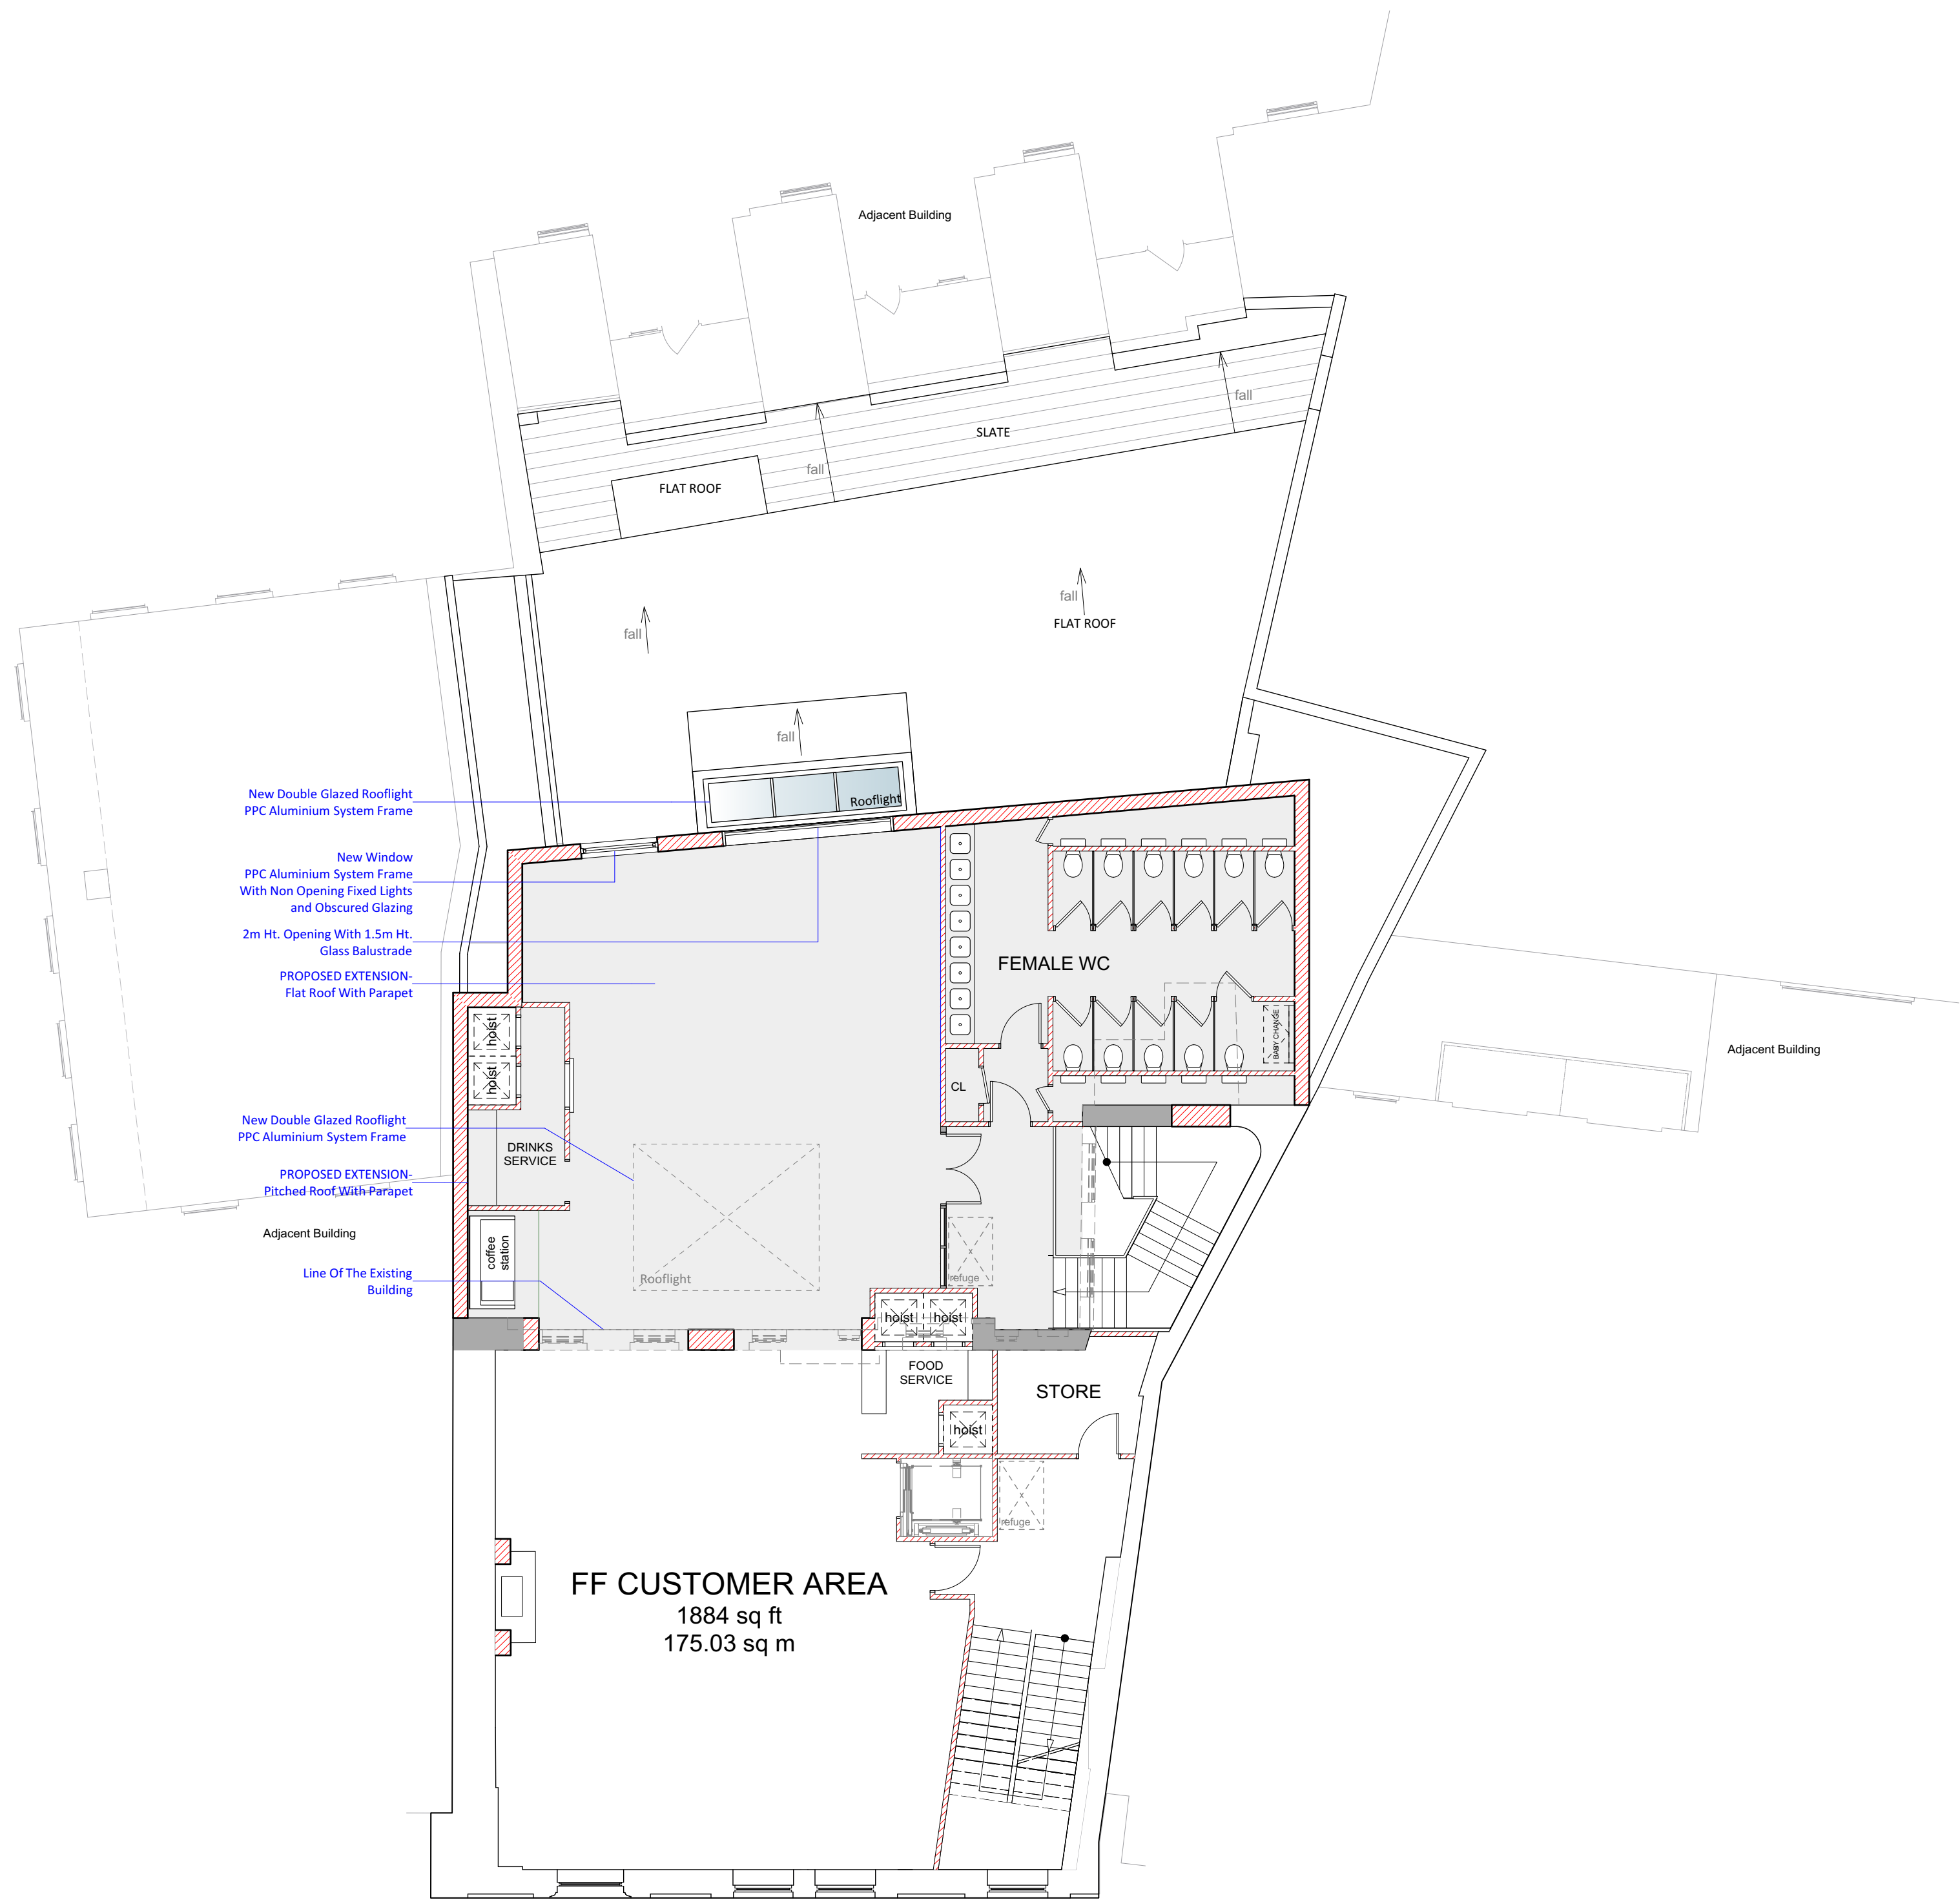 Adjacent Building
fall
SLATE
fall
FLAT ROOF
fall
FLAT ROOF
fall
fall
New Double Glazed Rooflight
PPC Aluminium System Frame
Rooflight
New Window
PPC Aluminium System Frame
With Non Opening Fixed Lights
and Obscured Glazing
2m Ht. Opening With 1.5m Ht.
Glass Balustrade
FEMALE WC
PROPOSED EXTENSION-
Flat Roof With Parapet
hoist
hoist
BABY CHANGE
Adjacent Building
CL
New Double Glazed Rooflight
PPC Aluminium System Frame
DRINKS
SERVICE
PROPOSED EXTENSION-
Pitched Roof With Parapet
Adjacent Building
coffee
station
Line Of The Existing
Building
Rooflight
refuge
hoist
hoist
FOOD
SERVICE
STORE
hoist
refuge
FF CUSTOMER AREA
1884 sq ft
175.03 sq m